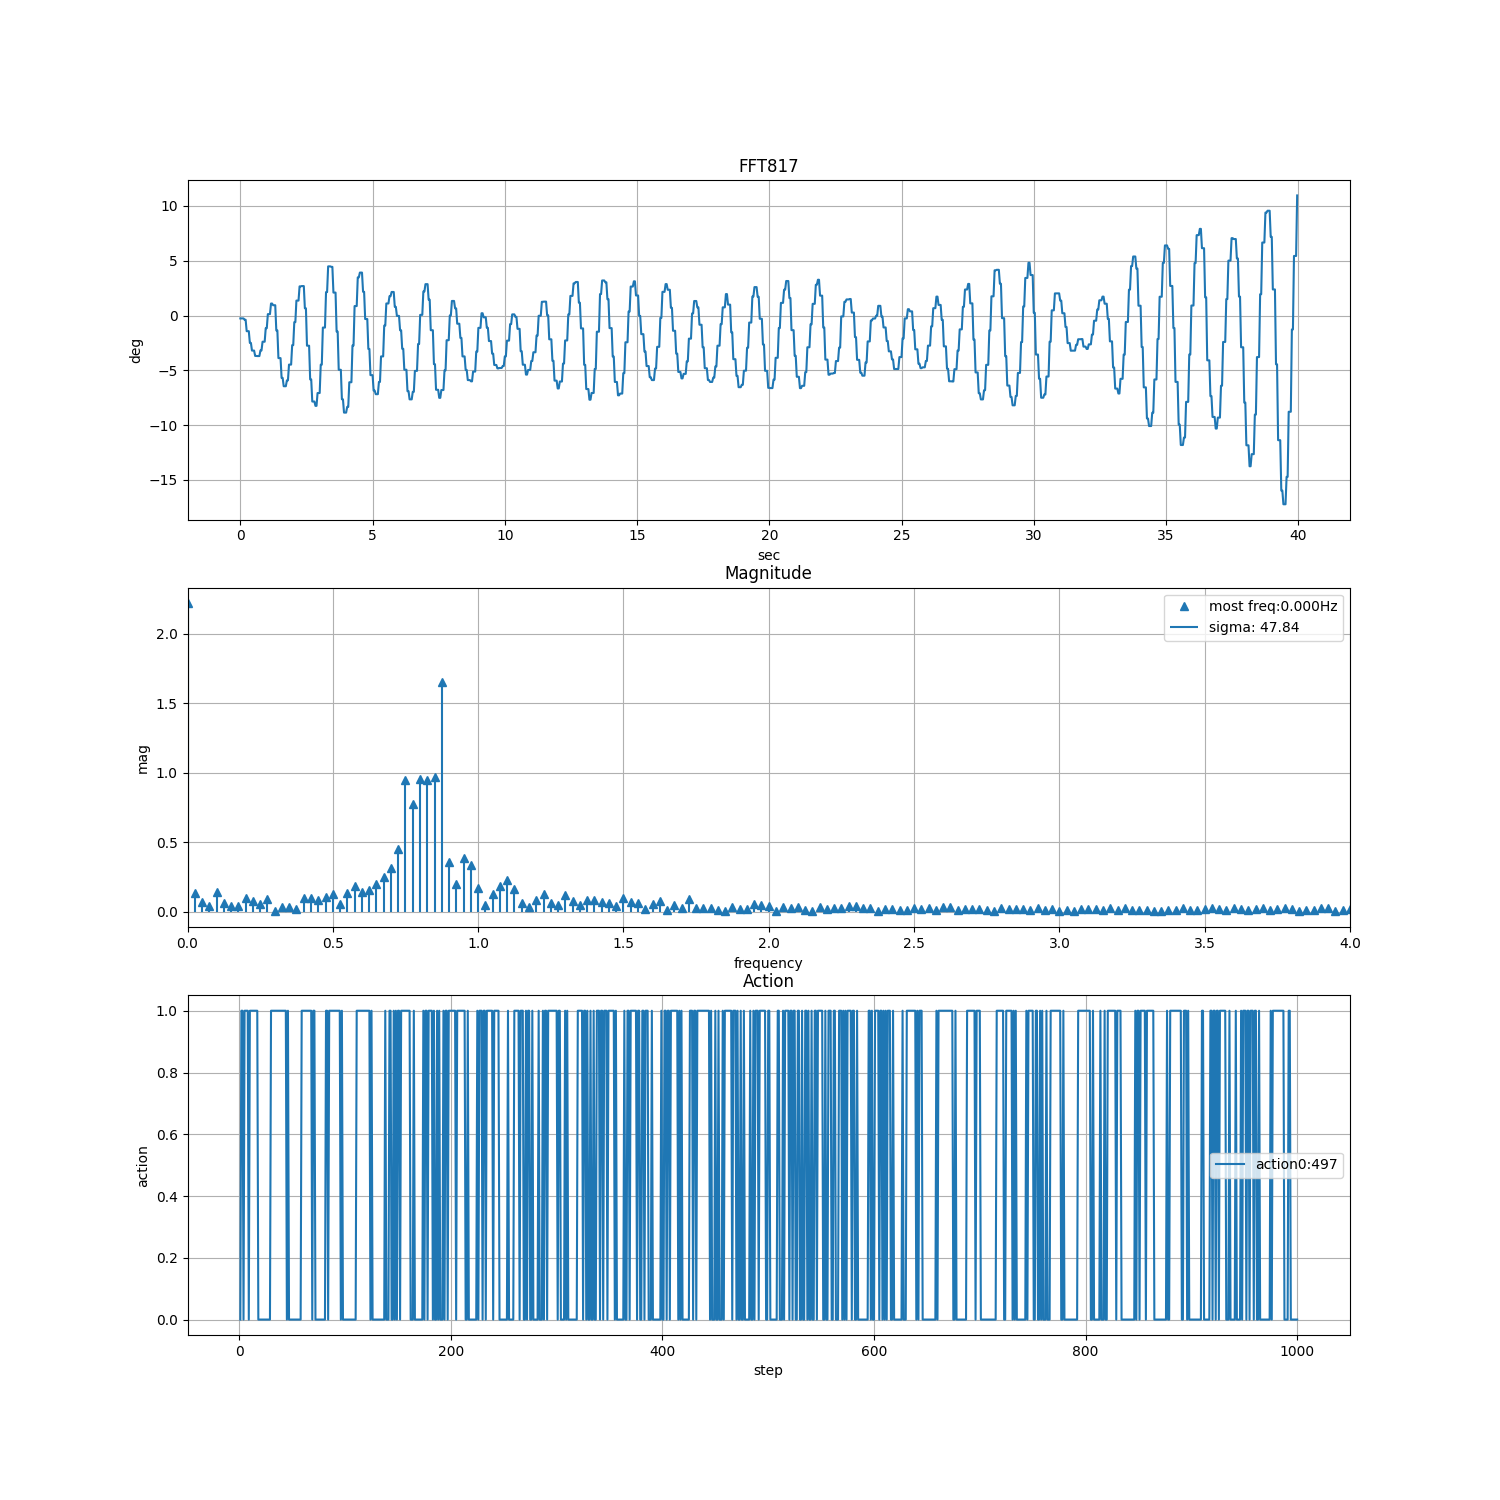 FFT817
10
5
0
−5
−10
−15
deg
0 5 10 15 20 25 30 35 40
sec
Magnitude
most freq:0.000Hz
sigma: 47.84
2.0
1.5
1.0
0.5
0.0
mag
0.0 0.5 1.0 1.5 2.0 2.5 3.0 3.5 4.0
frequency
Action
1.0
0.8
0.6
0.4
0.2
0.0
action
action0:497
0 200 400 600 800 1000
step